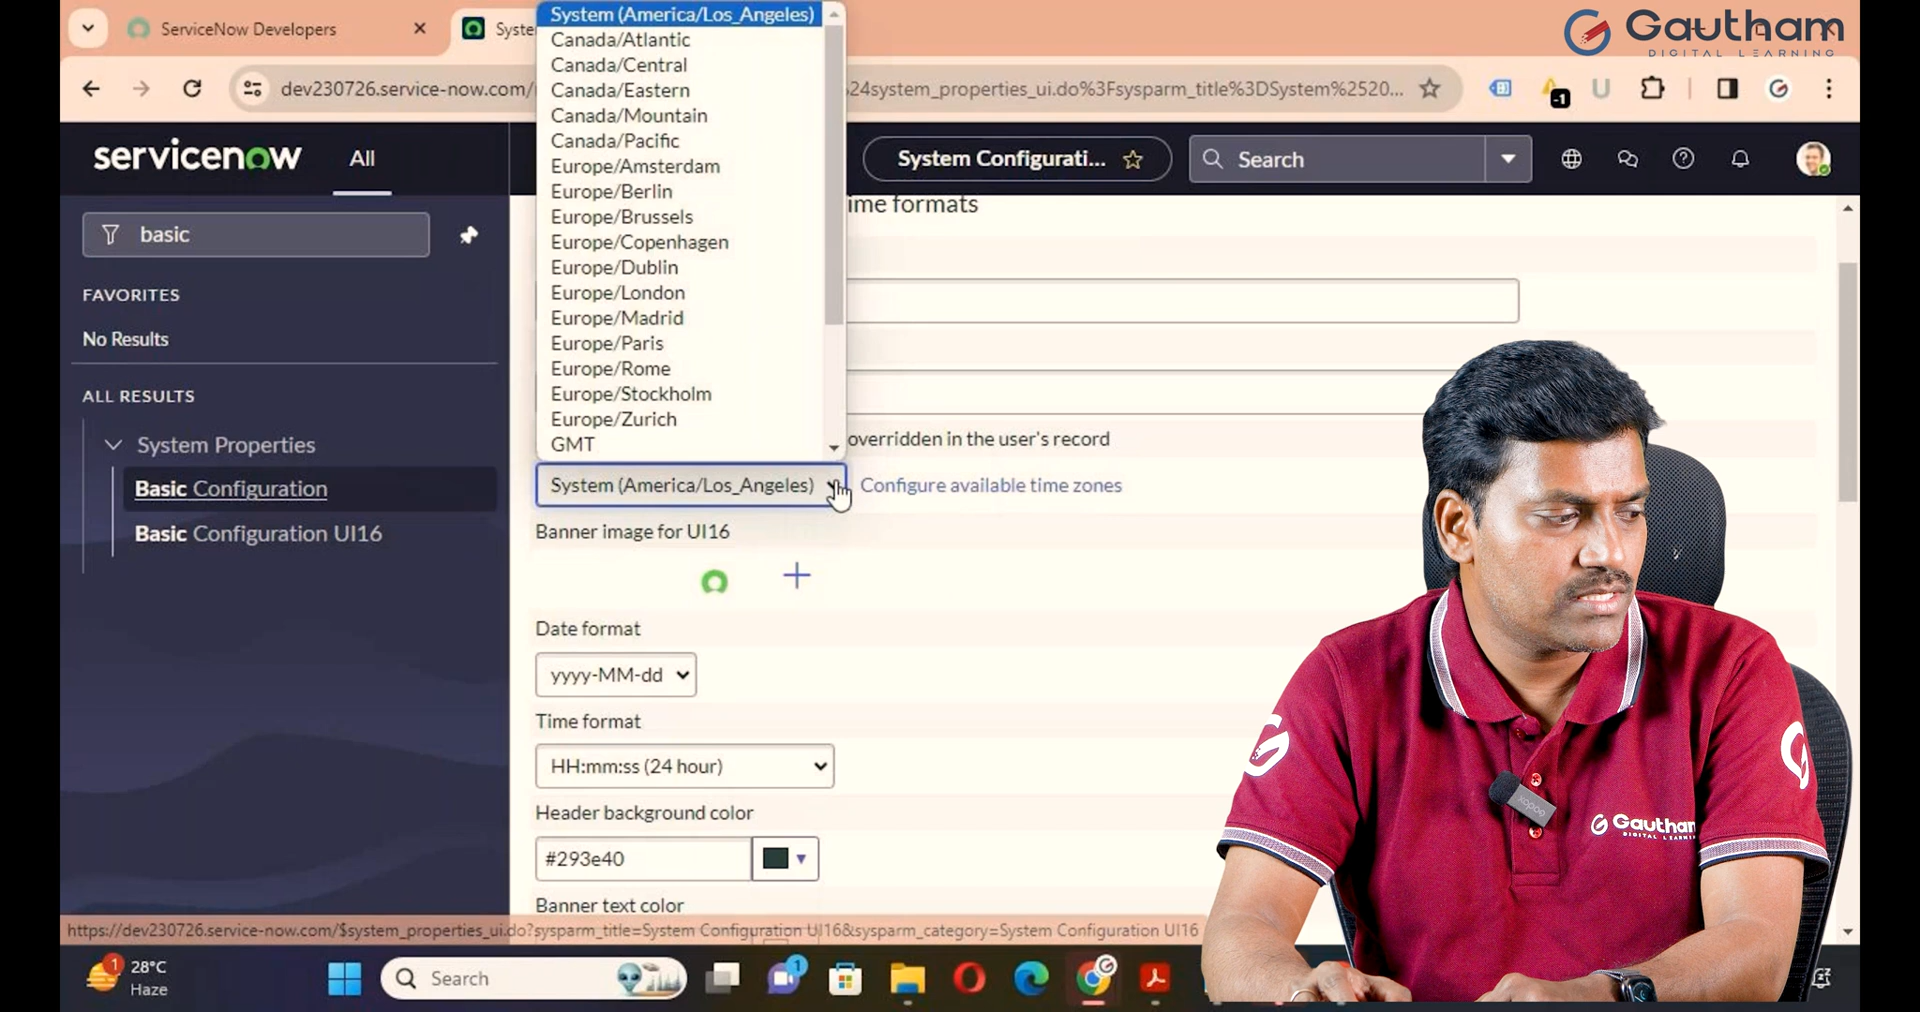 ServiceNow Developers
Syste
Gautham
DIGITAL LEARNING
dev230726.service-now.com/
24system_properties_ui.do%3Fsysparm_title%3DSystem%2520...
-1
servicenow
All
System Configurati...
Search
basic
FAVORITES
No Results
ALL RESULTS
System Properties
Basic Configuration
Basic Configuration UI16
System (America/Los_Angeles)
Canada/Atlantic
Canada/Central
Canada/Eastern
Canada/Mountain
Canada/Pacific
Europe/Amsterdam
Europe/Berlin
Europe/Brussels
Europe/Copenhagen
Europe/Dublin
Europe/London
Europe/Madrid
Europe/Paris
Europe/Rome
Europe/Stockholm
Europe/Zurich
GMT
ime formats
overridden in the user's record
System (America/Los_Angeles)
Configure available time zones
Banner image for UI16
Date format
yyyy-MM-dd
Time format
HH:mm:ss (24 hour)
Header background color
#293e40
Banner text color
https://dev230726.service-now.com/$system_properties_ui.do?sysparm_title=System Configuration UI16&sysparm_category=System Configuration UI16
Gautham
DIGITAL LEARN
1
28°C
Haze
Search
1